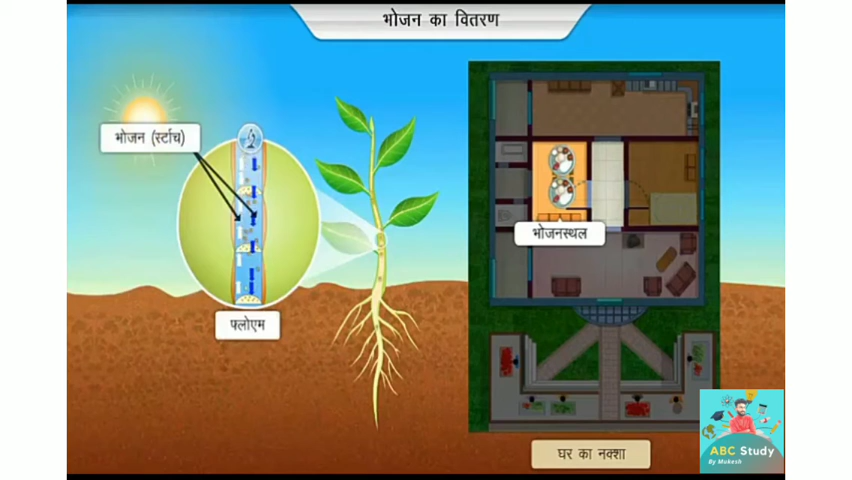 भोजन का वितरण
भोजन (स्टार्च)
फ्लोएम
भोजनस्थल
घर का नक्शा
ABC Study
By Mukesh